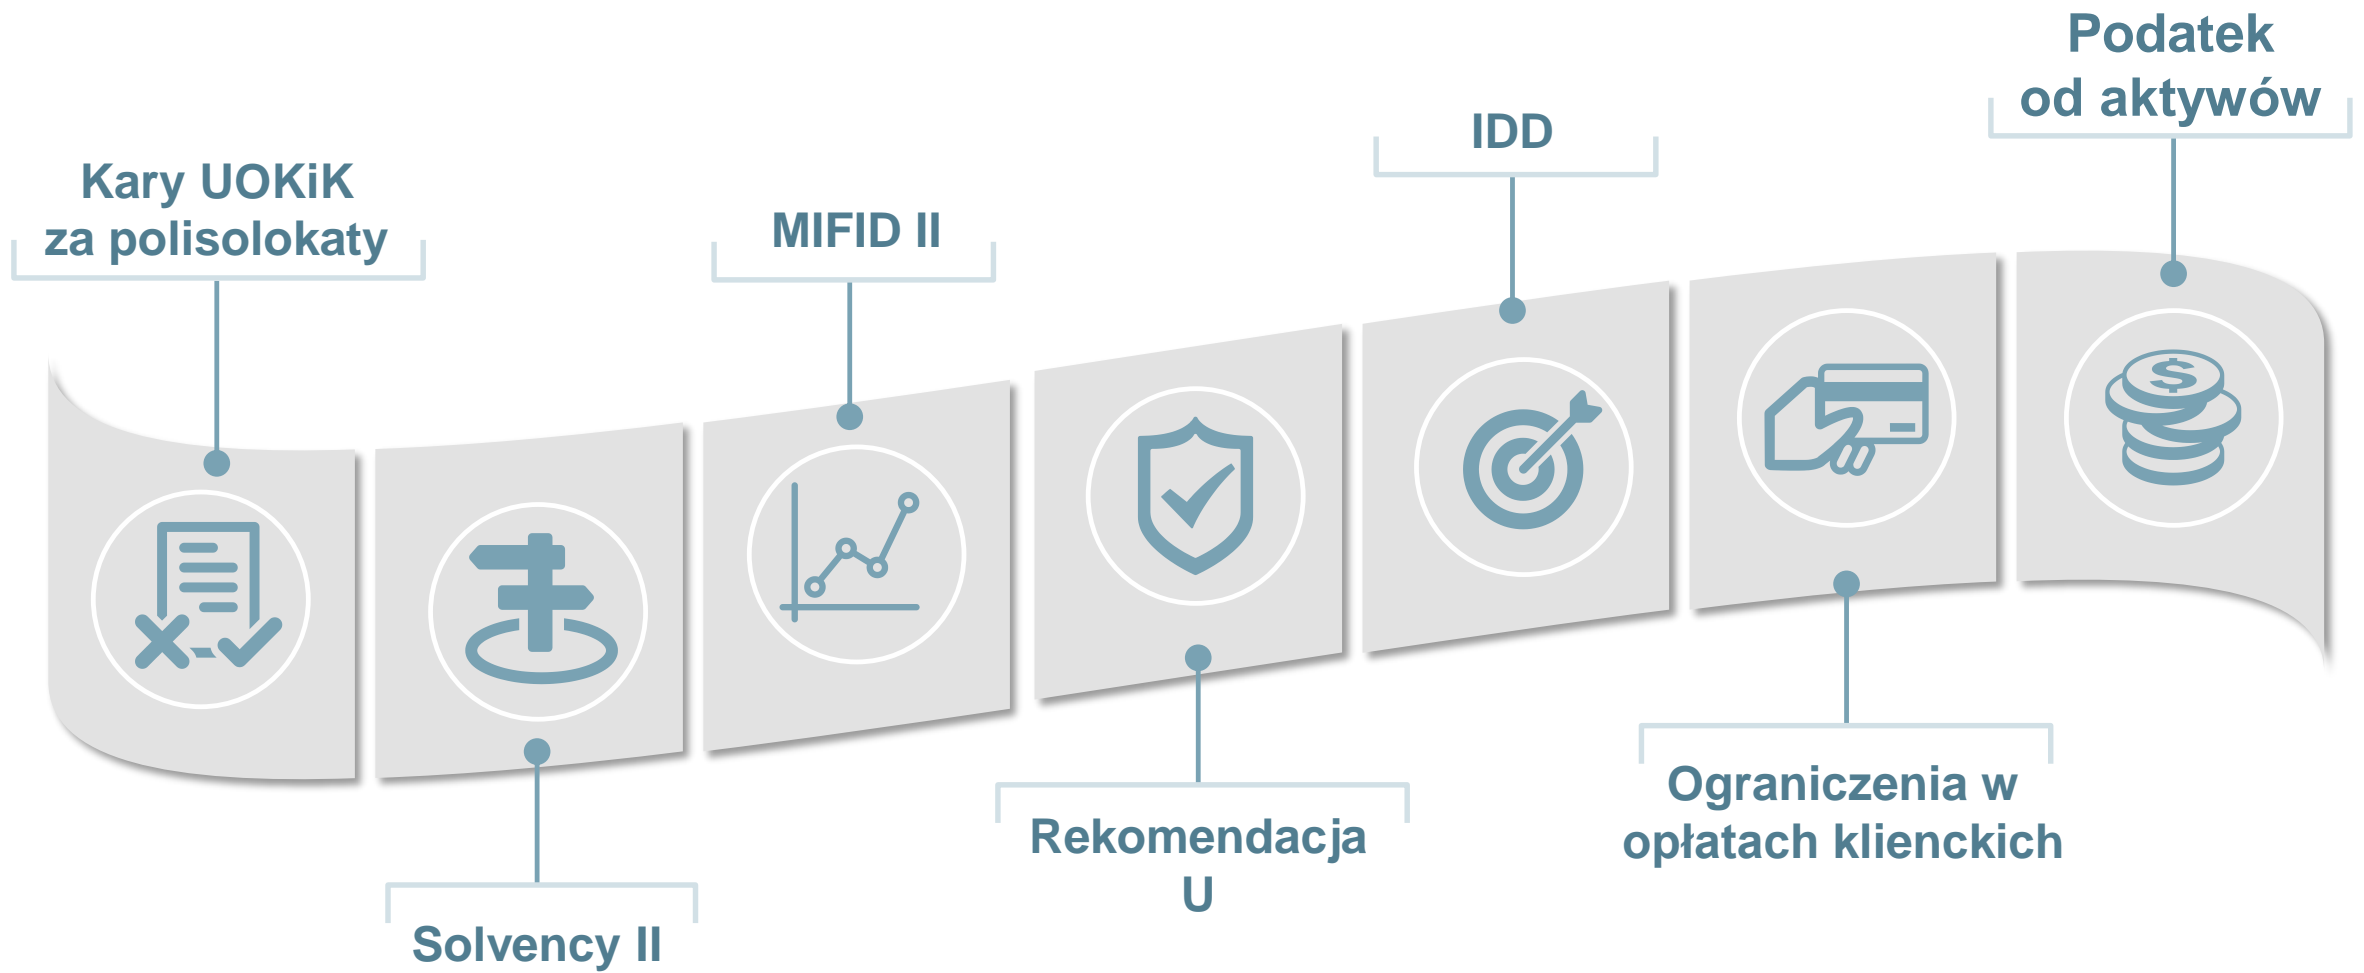 Kary UOKiK
za polisolokaty
Solvency II
MIFID II
Rekomendacja
U
IDD
Ograniczenia w
opłatach klienckich
Podatek
od aktywów
$